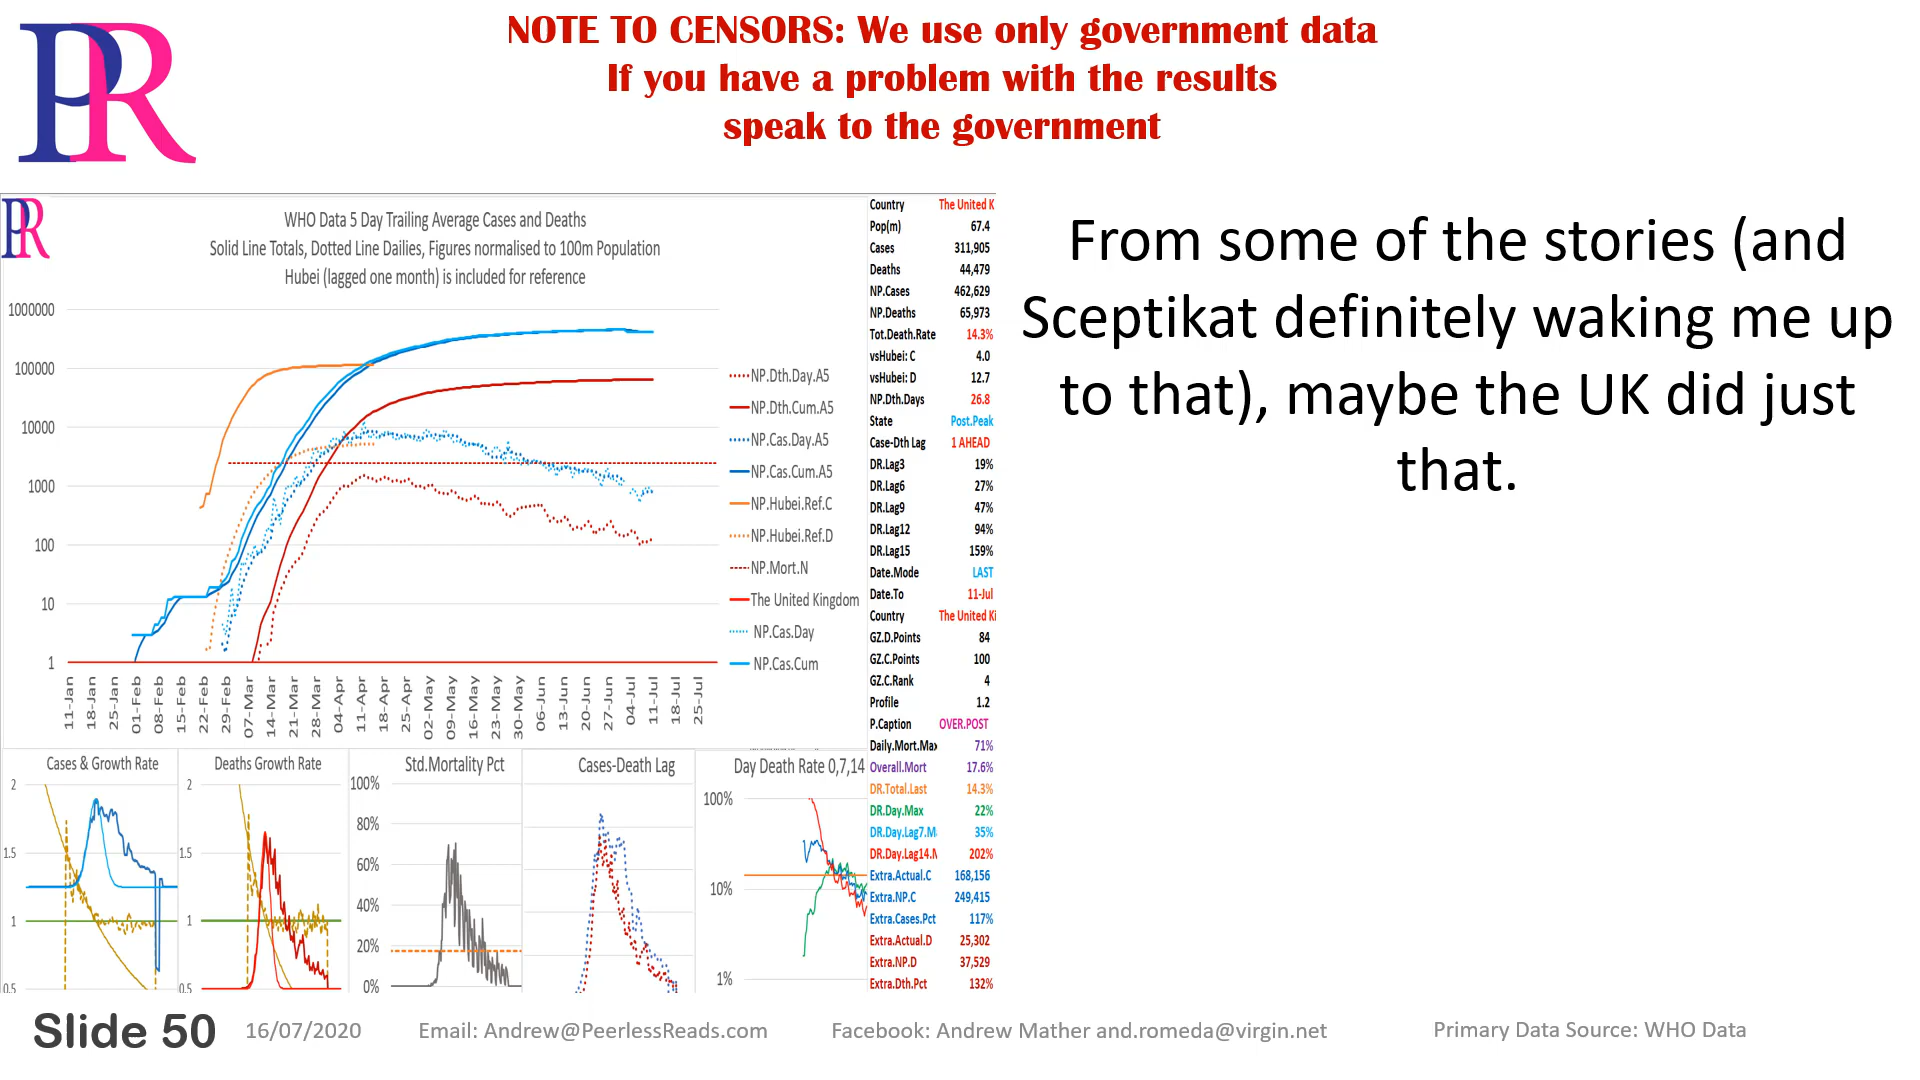 PR
NOTE TO CENSORS: We use only government data
If you have a problem with the results
speak to the government
PR
WHO Data 5 Day Trailing Average Cases and Deaths
Solid Line Totals, Dotted Line Dailies, Figures normalised to 100m Population
Hubei (lagged one month) is included for reference
1000000
100000
10000
1000
100
10
1
11-Jan
18-Jan
25-Jan
01-Feb
08-Feb
15-Feb
22-Feb
29-Feb
07-Mar
14-Mar
21-Mar
28-Mar
04-Apr
11-Apr
18-Apr
25-Apr
02-May
09-May
16-May
23-May
30-May
06-Jun
13-Jun
20-Jun
27-Jun
04-Jul
11-Jul
18-Jul
25-Jul
NP.Dth.Day.A5
NP.Dth.Cum.A5
NP.Cas.Day.A5
NP.Cas.Cum.A5
NP.Hubei.Ref.C
NP.Hubei.Ref.D
NP.Mort.N
The United Kingdom
NP.Cas.Day
NP.Cas.Cum
Country The United K
Pop(m) 67.4
Cases 311,905
Deaths 44,479
NP.Cases 462,629
NP.Deaths 65,973
Tot.Death.Rate 14.3%
vsHubei: C 4.0
vsHubei: D 12.7
NP.Dth.Days 26.8
State Post.Peak
Case-Dth Lag 1 AHEAD
DR.Lag3 19%
DR.Lag6 27%
DR.Lag9 47%
DR.Lag12 94%
DR.Lag15 159%
Date.Mode LAST
Date.To 11-Jul
Country The United Ki
GZ.D.Points 84
GZ.C.Points 100
GZ.C.Rank 4
Profile 1.2
P.Caption OVER.POST
Daily.Mort.Max 71%
Overall.Mort 17.6%
DR.Total.Last 14.3%
DR.Day.Max 22%
DR.Day.Lag7.M 35%
DR.Day.Lag14.M 202%
Extra.Actual.C 168,156
Extra.NP.C 249,415
Extra.Cases.Pct 117%
Extra.Actual.D 25,302
Extra.NP.D 37,529
Extra.Dth.Pct 132%
Cases & Growth Rate
2
1.5
1
0.5
Deaths Growth Rate
2
1.5
1
0.5
Std.Mortality Pct
100%
80%
60%
40%
20%
0%
Cases-Death Lag
Day Death Rate 0,7,14
100%
10%
1%
From some of the stories (and
Sceptikat definitely waking me up
to that), maybe the UK did just
that.
Slide 50
16/07/2020
Email: Andrew@PeerlessReads.com
Facebook: Andrew Mather and.romeda@virgin.net
Primary Data Source: WHO Data